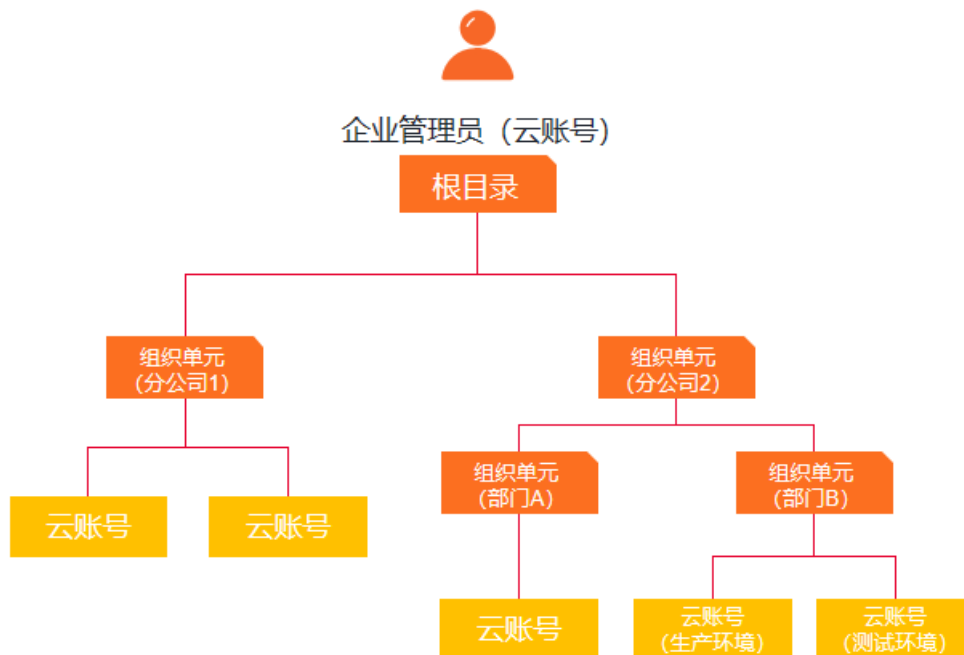 企业管理员（云账号）
根目录
组织单元
（分公司1）
组织单元
（分公司2）
组织单元
（部门A）
组织单元
（部门B）
云账号
云账号
云账号
云账号
（生产环境）
云账号
（测试环境）